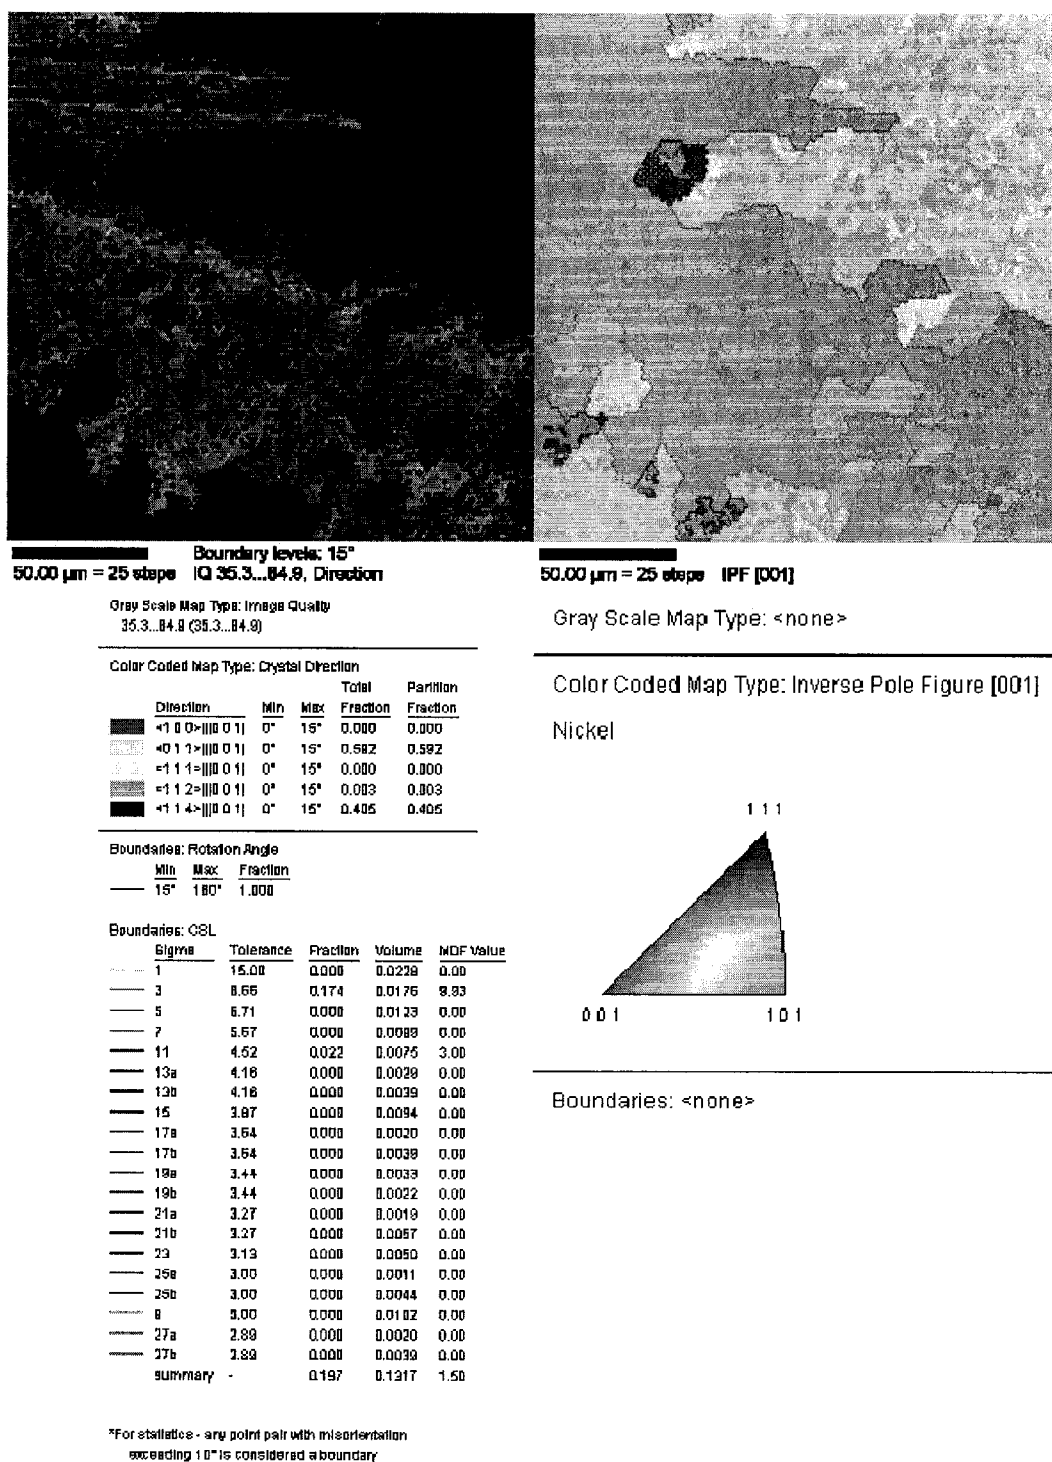 Boundary levels: 15°
50.00 µm = 25 steps IQ 35.3...84.9, Direction
Gray Scale Map Type: Image Quality
35.3...84.9 (35.3...84.9)
Color Coded Map Type: Crystal Direction
Total Partition
Direction Min Max Fraction Fraction
<1 0 0>||[0 0 1] 0° 15° 0.000 0.000
<0 1 1>||[0 0 1] 0° 15° 0.592 0.592
<1 1 1>||[0 0 1] 0° 15° 0.000 0.000
<1 1 2>||[0 0 1] 0° 15° 0.003 0.003
<1 1 4>||[0 0 1] 0° 15° 0.405 0.405
Boundaries: Rotation Angle
Min Max Fraction
15° 180° 1.000
Boundaries: CSL
Sigma Tolerance Fraction Volume MDF Value
1 15.00 0.000 0.0228 0.00
3 8.66 0.174 0.0176 9.93
5 6.71 0.000 0.0123 0.00
7 5.67 0.000 0.0099 0.00
11 4.52 0.022 0.0075 3.00
13a 4.16 0.000 0.0029 0.00
13b 4.16 0.000 0.0039 0.00
15 3.87 0.000 0.0094 0.00
17a 3.64 0.000 0.0020 0.00
17b 3.64 0.000 0.0039 0.00
19a 3.44 0.000 0.0033 0.00
19b 3.44 0.000 0.0022 0.00
21a 3.27 0.000 0.0019 0.00
21b 3.27 0.000 0.0057 0.00
23 3.13 0.000 0.0050 0.00
25a 3.00 0.000 0.0011 0.00
25b 3.00 0.000 0.0044 0.00
9 5.00 0.000 0.0102 0.00
27a 2.89 0.000 0.0020 0.00
27b 2.89 0.000 0.0039 0.00
summary - 0.197 0.1317 1.50
*For statistics - any point pair with misorientation
exceeding 10° is considered a boundary
50.00 µm = 25 steps IPF [001]
Gray Scale Map Type: <none>
Color Coded Map Type: Inverse Pole Figure [001]
Nickel
1 1 1
0 0 1 1 0 1
Boundaries: <none>